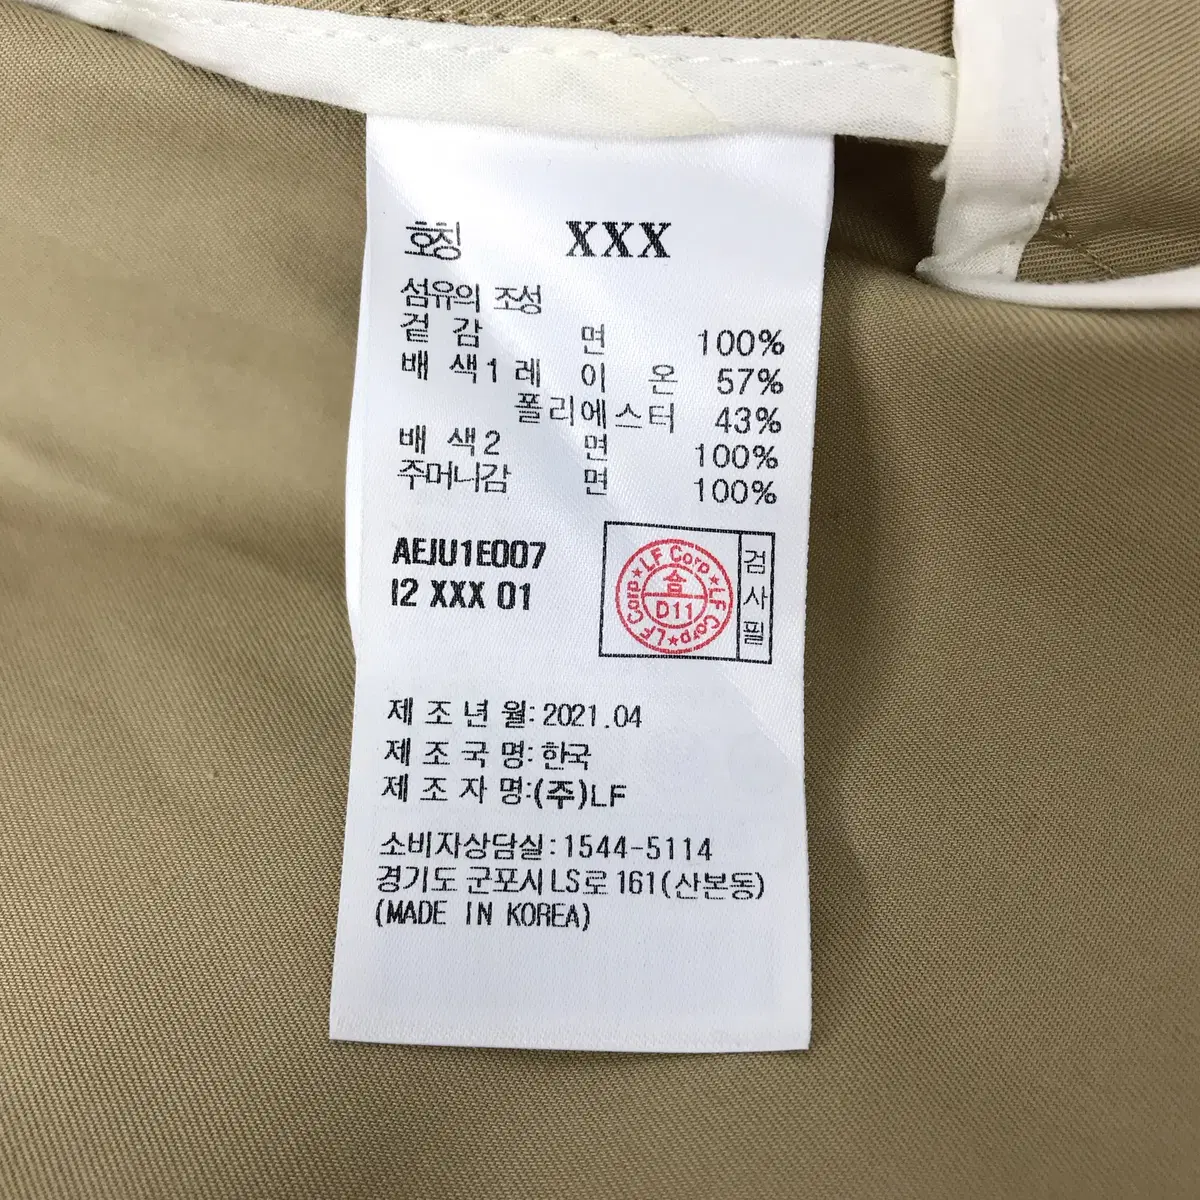 호칭 XXX
섬유의 조성
겉 감 면 100%
배 색1 레 이 온 57%
폴리에스터 43%
배 색2 면 100%
주머니감 면 100%
AEJU1E007
I2 XXX 01
LF Corp★LF Corp★LF Corp★
숍
D11
검사필
제 조 년 월: 2021.04
제 조 국 명: 한국
제 조 자 명:(주)LF
소비자상담실: 1544-5114
경기도 군포시 LS로 161(산본동)
(MADE IN KOREA)